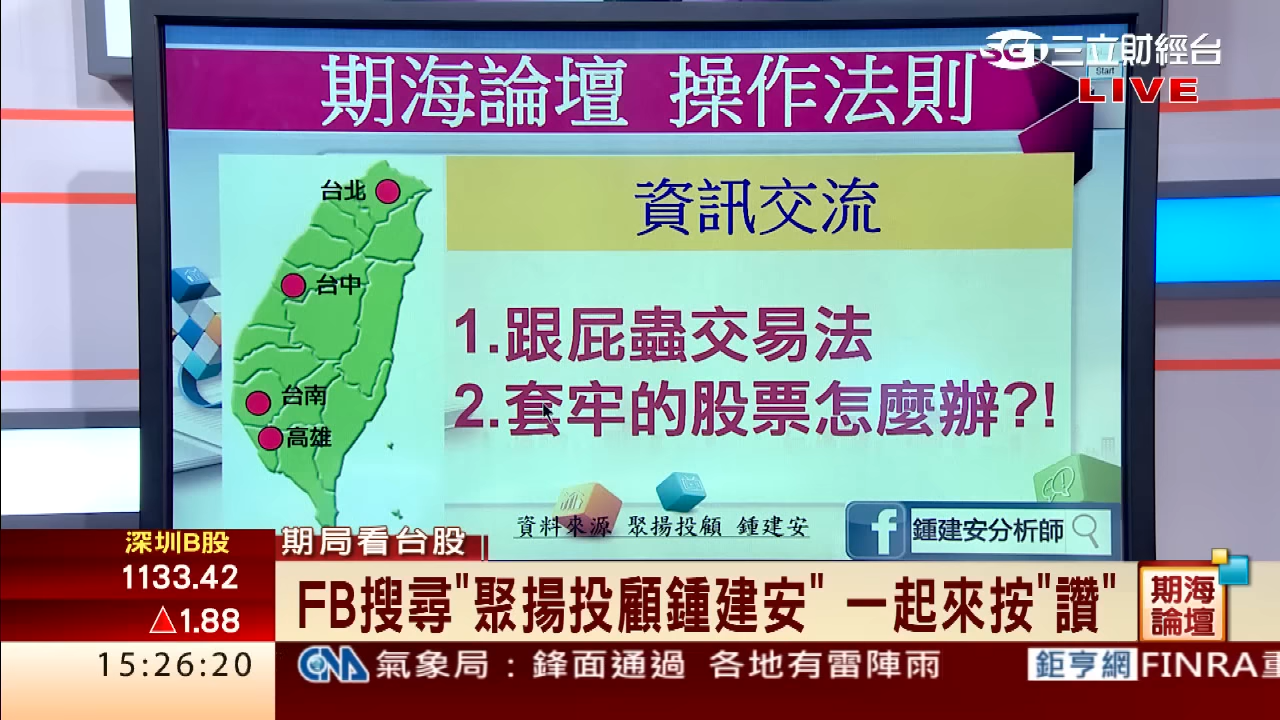 SGT 三立財經台
Start
LIVE
期海論壇 操作法則
台北
台中
台南
高雄
資訊交流
1.跟屁蟲交易法
2.套牢的股票怎麼辦?!
資料來源 聚揚投顧 鍾建安
f 鍾建安分析師
深圳B股
1133.42
△1.88
15:26:20
期局看台股
FB搜尋"聚揚投顧鍾建安" 一起來按"讚"
期海
論壇
CNA 氣象局：鋒面通過 各地有雷陣雨
鉅亨網 FINRA